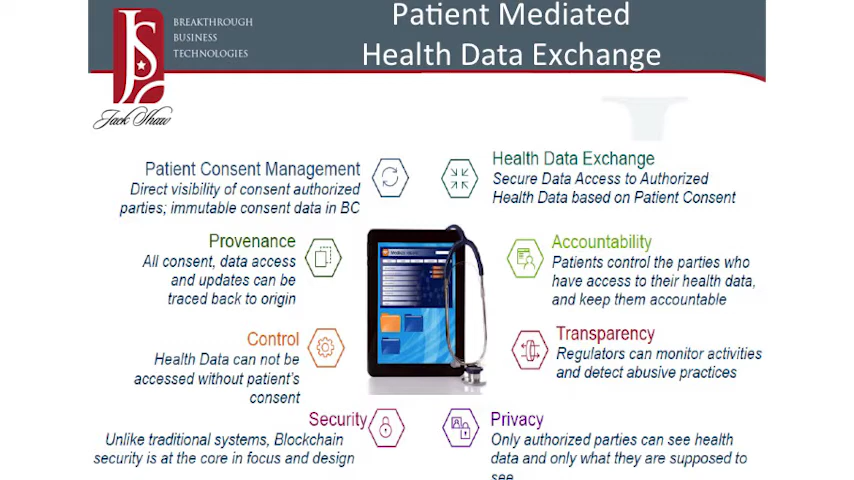 BREAKTHROUGH
BUSINESS
TECHNOLOGIES
Jack Shaw
Patient Mediated
Health Data Exchange
Patient Consent Management
Direct visibility of consent authorized
parties; immutable consent data in BC
Health Data Exchange
Secure Data Access to Authorized
Health Data based on Patient Consent
Provenance
All consent, data access
and updates can be
traced back to origin
Accountability
Patients control the parties who
have access to their health data,
and keep them accountable
Control
Health Data can not be
accessed without patient's
consent
Transparency
Regulators can monitor activities
and detect abusive practices
Security
Unlike traditional systems, Blockchain
security is at the core in focus and design
Privacy
Only authorized parties can see health
data and only what they are supposed to
see